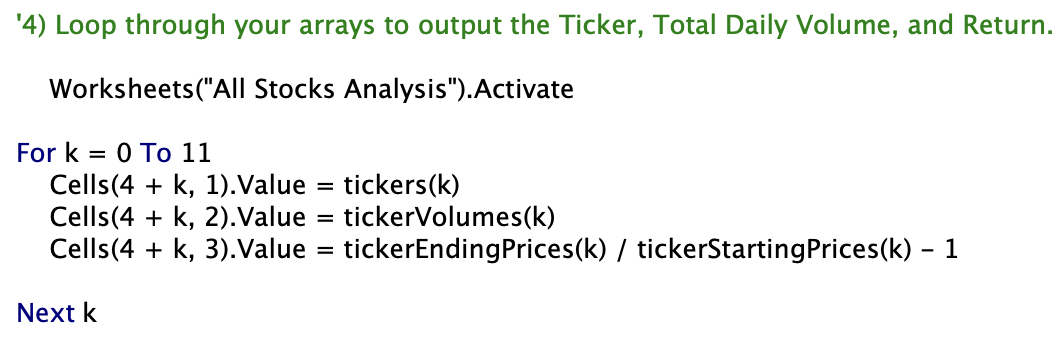 '4) Loop through your arrays to output the Ticker, Total Daily Volume, and Return.
Worksheets("All Stocks Analysis").Activate
For k = 0 To 11
Cells(4 + k, 1).Value = tickers(k)
Cells(4 + k, 2).Value = tickerVolumes(k)
Cells(4 + k, 3).Value = tickerEndingPrices(k) / tickerStartingPrices(k) - 1
Next k